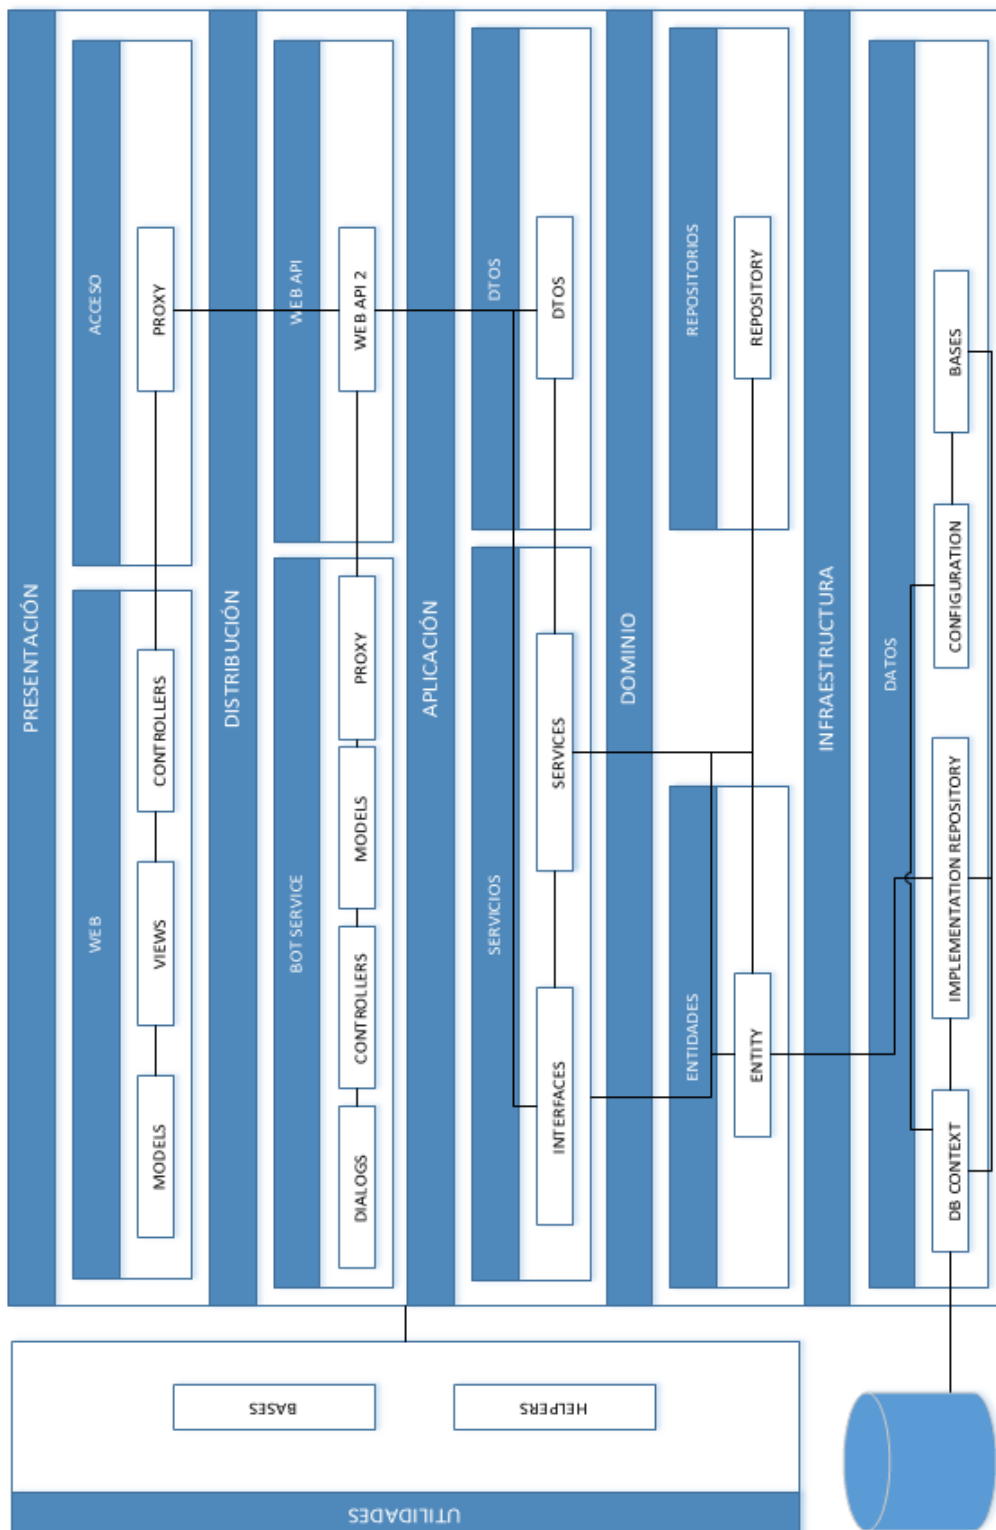 PRESENTACIÓN
WEB
MODELS
VIEWS
CONTROLLERS
ACCESO
PROXY
DISTRIBUCIÓN
BOT SERVICE
DIALOGS
CONTROLLERS
MODELS
PROXY
WEB API
WEB API 2
APLICACIÓN
SERVICIOS
INTERFACES
SERVICES
DTOS
DTOS
DOMINIO
ENTIDADES
ENTITY
REPOSITORIOS
REPOSITORY
INFRAESTRUCTURA
DATOS
DB CONTEXT
IMPLEMENTATION REPOSITORY
CONFIGURATION
BASES
UTILIDADES
BASES
HELPERS